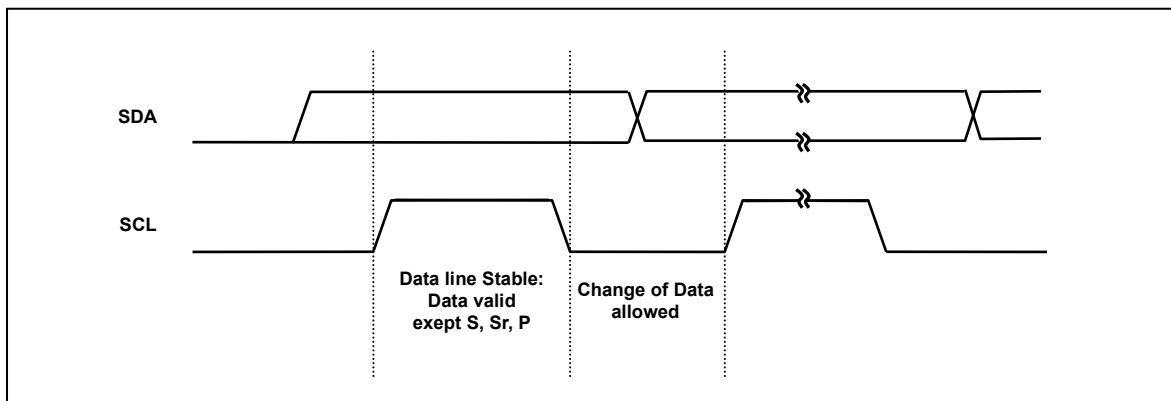 SDA
SCL
Data line Stable:
Data valid
exept S, Sr, P
Change of Data
allowed